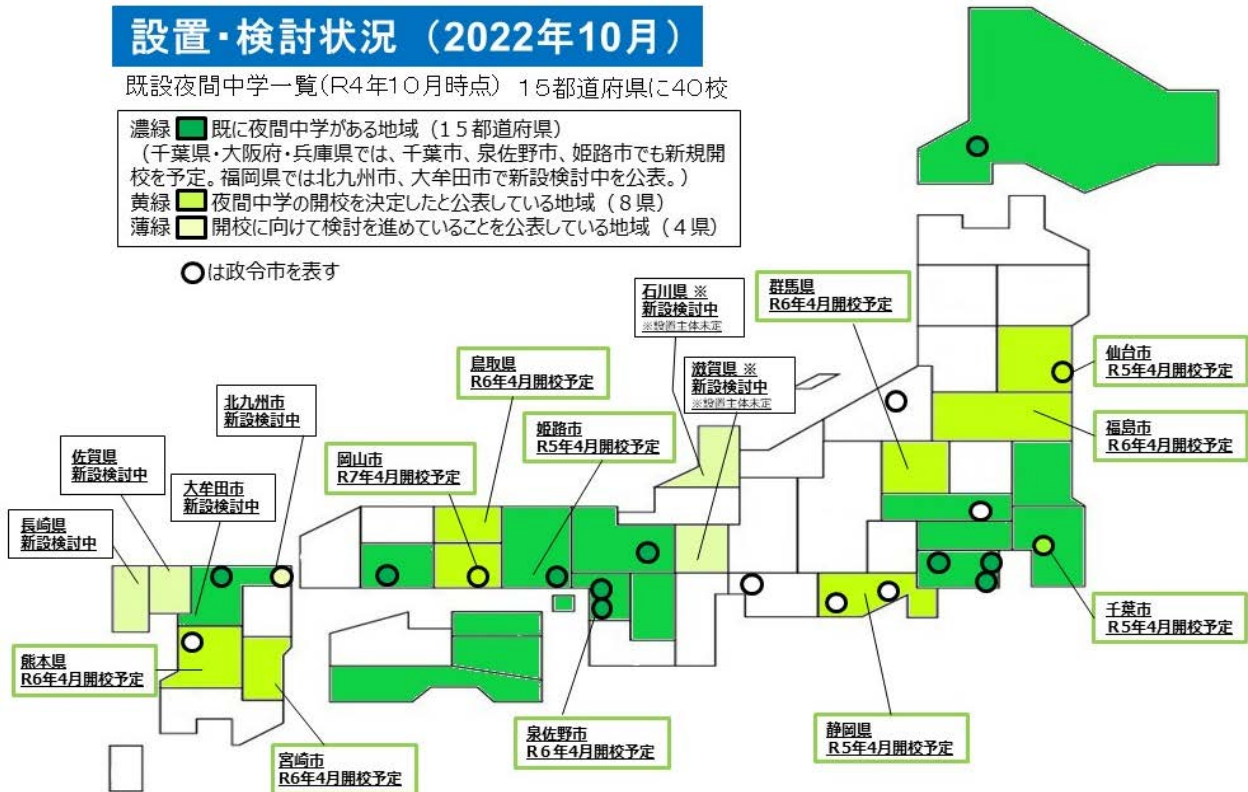 設置・検討状況 （2022年10月）
既設夜間中学一覧(R4年10月時点) 15都道府県に40校
濃緑 既に夜間中学がある地域（１５都道府県）
（千葉県・大阪府・兵庫県では、千葉市、泉佐野市、姫路市でも新規開
校を予定。福岡県では北九州市、大牟田市で新設検討中を公表。）
黄緑 夜間中学の開校を決定したと公表している地域（８県）
薄緑 開校に向けて検討を進めていることを公表している地域（４県）
○は政令市を表す
石川県 ※
新設検討中
※設置主体未定
群馬県
R6年4月開校予定
滋賀県 ※
新設検討中
※設置主体未定
仙台市
R5年4月開校予定
鳥取県
R6年4月開校予定
北九州市
新設検討中
姫路市
R5年4月開校予定
福島市
R6年4月開校予定
佐賀県
新設検討中
岡山市
R7年4月開校予定
大牟田市
新設検討中
長崎県
新設検討中
千葉市
R5年4月開校予定
熊本県
R6年4月開校予定
泉佐野市
R６年4月開校予定
静岡県
R5年4月開校予定
宮崎市
R6年4月開校予定